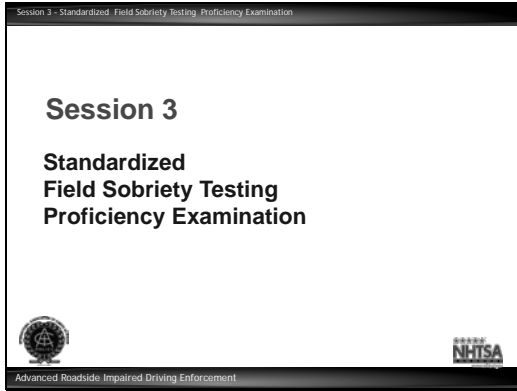 Session 3 - Standardized Field Sobriety Testing Proficiency Examination
Session 3
Standardized
Field Sobriety Testing
Proficiency Examination
NHTSA
Advanced Roadside Impaired Driving Enforcement